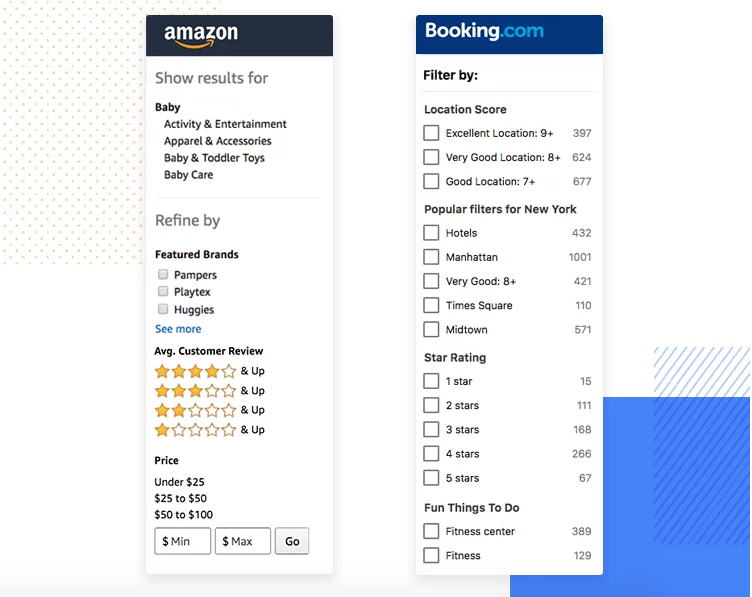 amazon
Show results for
Baby
Activity & Entertainment
Apparel & Accessories
Baby & Toddler Toys
Baby Care
Refine by
Featured Brands
Pampers
Playtex
Huggies
See more
Avg. Customer Review
& Up
& Up
& Up
& Up
Price
Under $25
$25 to $50
$50 to $100
$ Min $ Max Go
Booking.com
Filter by:
Location Score
Excellent Location: 9+ 397
Very Good Location: 8+ 624
Good Location: 7+ 677
Popular filters for New York
Hotels 432
Manhattan 1001
Very Good: 8+ 421
Times Square 110
Midtown 571
Star Rating
1 star 15
2 stars 111
3 stars 168
4 stars 266
5 stars 67
Fun Things To Do
Fitness center 389
Fitness 129